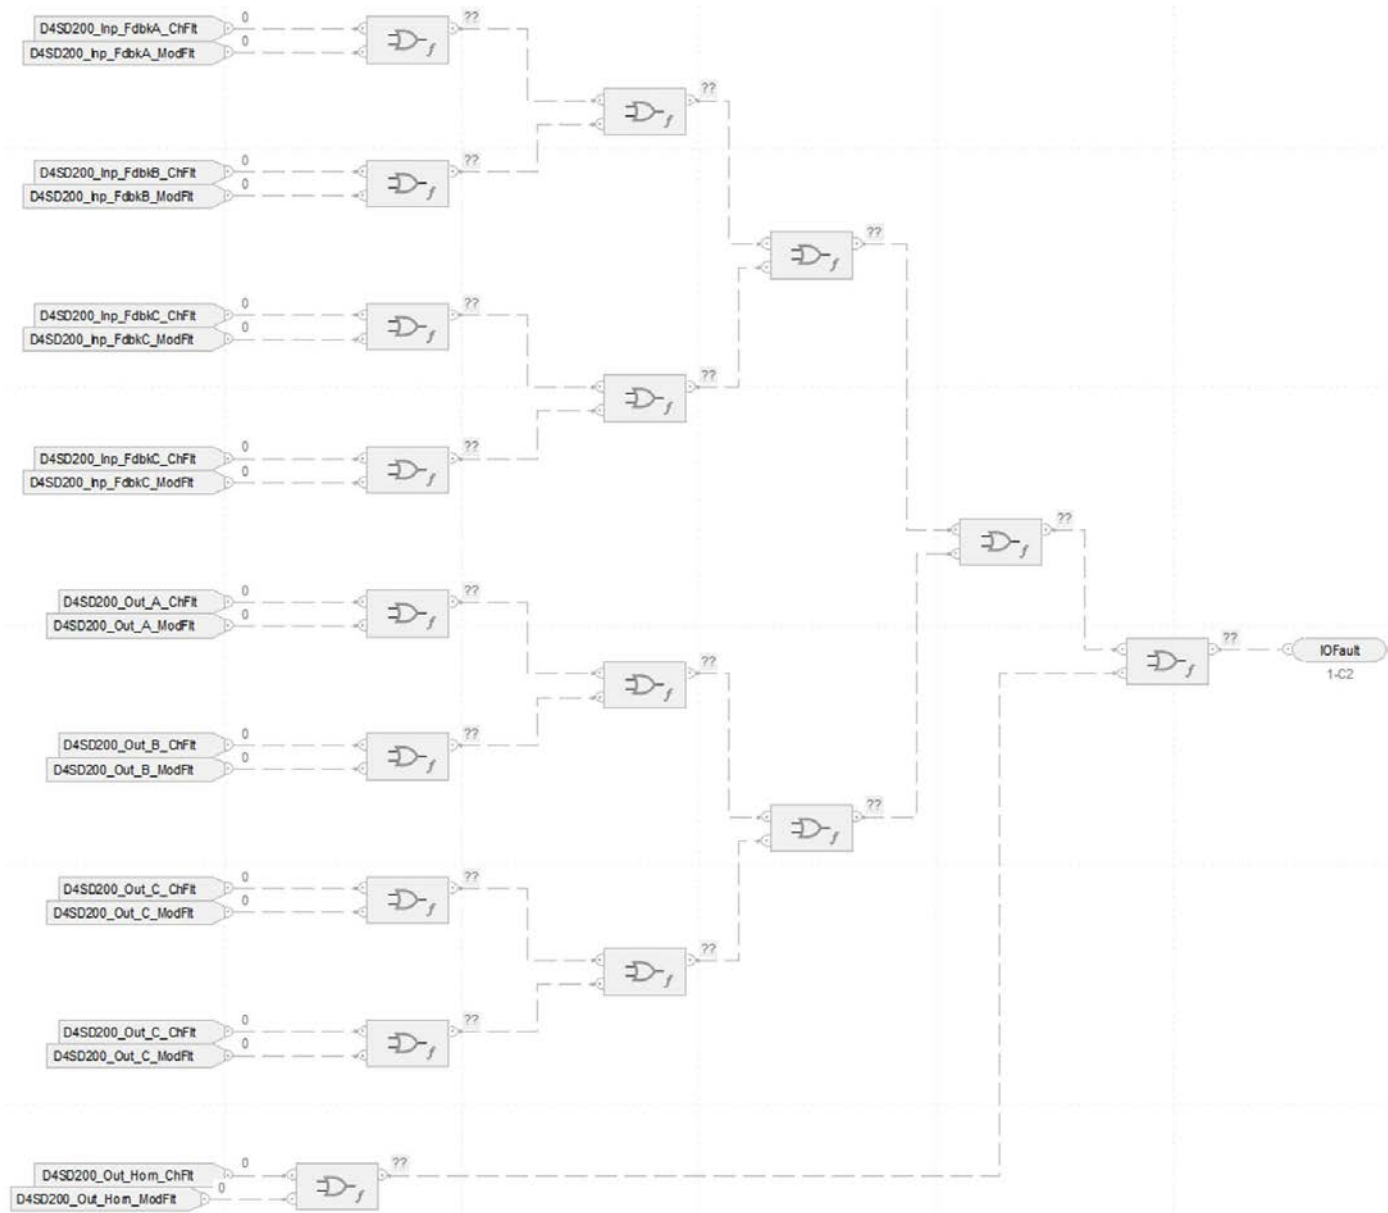 D4SD200_Inp_FdbkA_ChFlt 0 ??
D4SD200_Inp_FdbkA_ModFlt 0
f
??
f
D4SD200_Inp_FdbkB_ChFlt 0 ??
D4SD200_Inp_FdbkB_ModFlt 0
f
??
f
D4SD200_Inp_FdbkC_ChFlt 0 ??
D4SD200_Inp_FdbkC_ModFlt 0
f
??
f
D4SD200_Inp_FdbkC_ChFlt 0 ??
D4SD200_Inp_FdbkC_ModFlt 0
f
??
f
D4SD200_Out_A_ChFlt 0 ??
D4SD200_Out_A_ModFlt 0
f
??
IOFault
f
1-C2
??
f
D4SD200_Out_B_ChFlt 0 ??
D4SD200_Out_B_ModFlt 0
f
??
f
D4SD200_Out_C_ChFlt 0 ??
D4SD200_Out_C_ModFlt 0
f
??
f
D4SD200_Out_C_ChFlt 0 ??
D4SD200_Out_C_ModFlt 0
f
D4SD200_Out_Horn_ChFlt 0 ??
D4SD200_Out_Horn_ModFlt 0
f